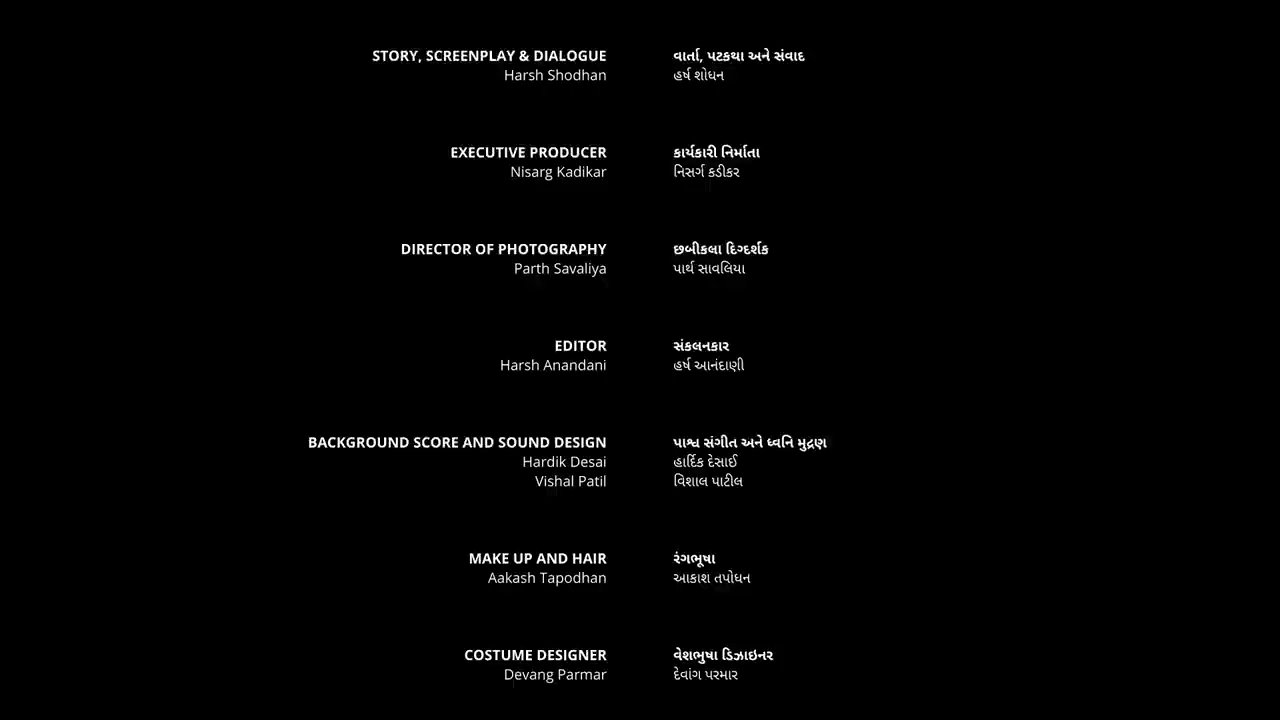 STORY, SCREENPLAY & DIALOGUE વાર્તા, પટકથા અને સંવાદ
Harsh Shodhan હર્ષ શોધન
EXECUTIVE PRODUCER કાર્યકારી નિર્માતા
Nisarg Kadikar નિસર્ગ કડીકર
DIRECTOR OF PHOTOGRAPHY છબીકલા દિગ્દર્શક
Parth Savaliya પાર્થ સાવલિયા
EDITOR સંકલનકાર
Harsh Anandani હર્ષ આનંદાણી
BACKGROUND SCORE AND SOUND DESIGN પાશ્વ સંગીત અને ધ્વનિ મુદ્રણ
Hardik Desai હાર્દિક દેસાઈ
Vishal Patil વિશાલ પાટીલ
MAKE UP AND HAIR રંગભૂષા
Aakash Tapodhan આકાશ તપોધન
COSTUME DESIGNER વેશભુષા ડિઝાઇનર
Devang Parmar દેવાંગ પરમાર